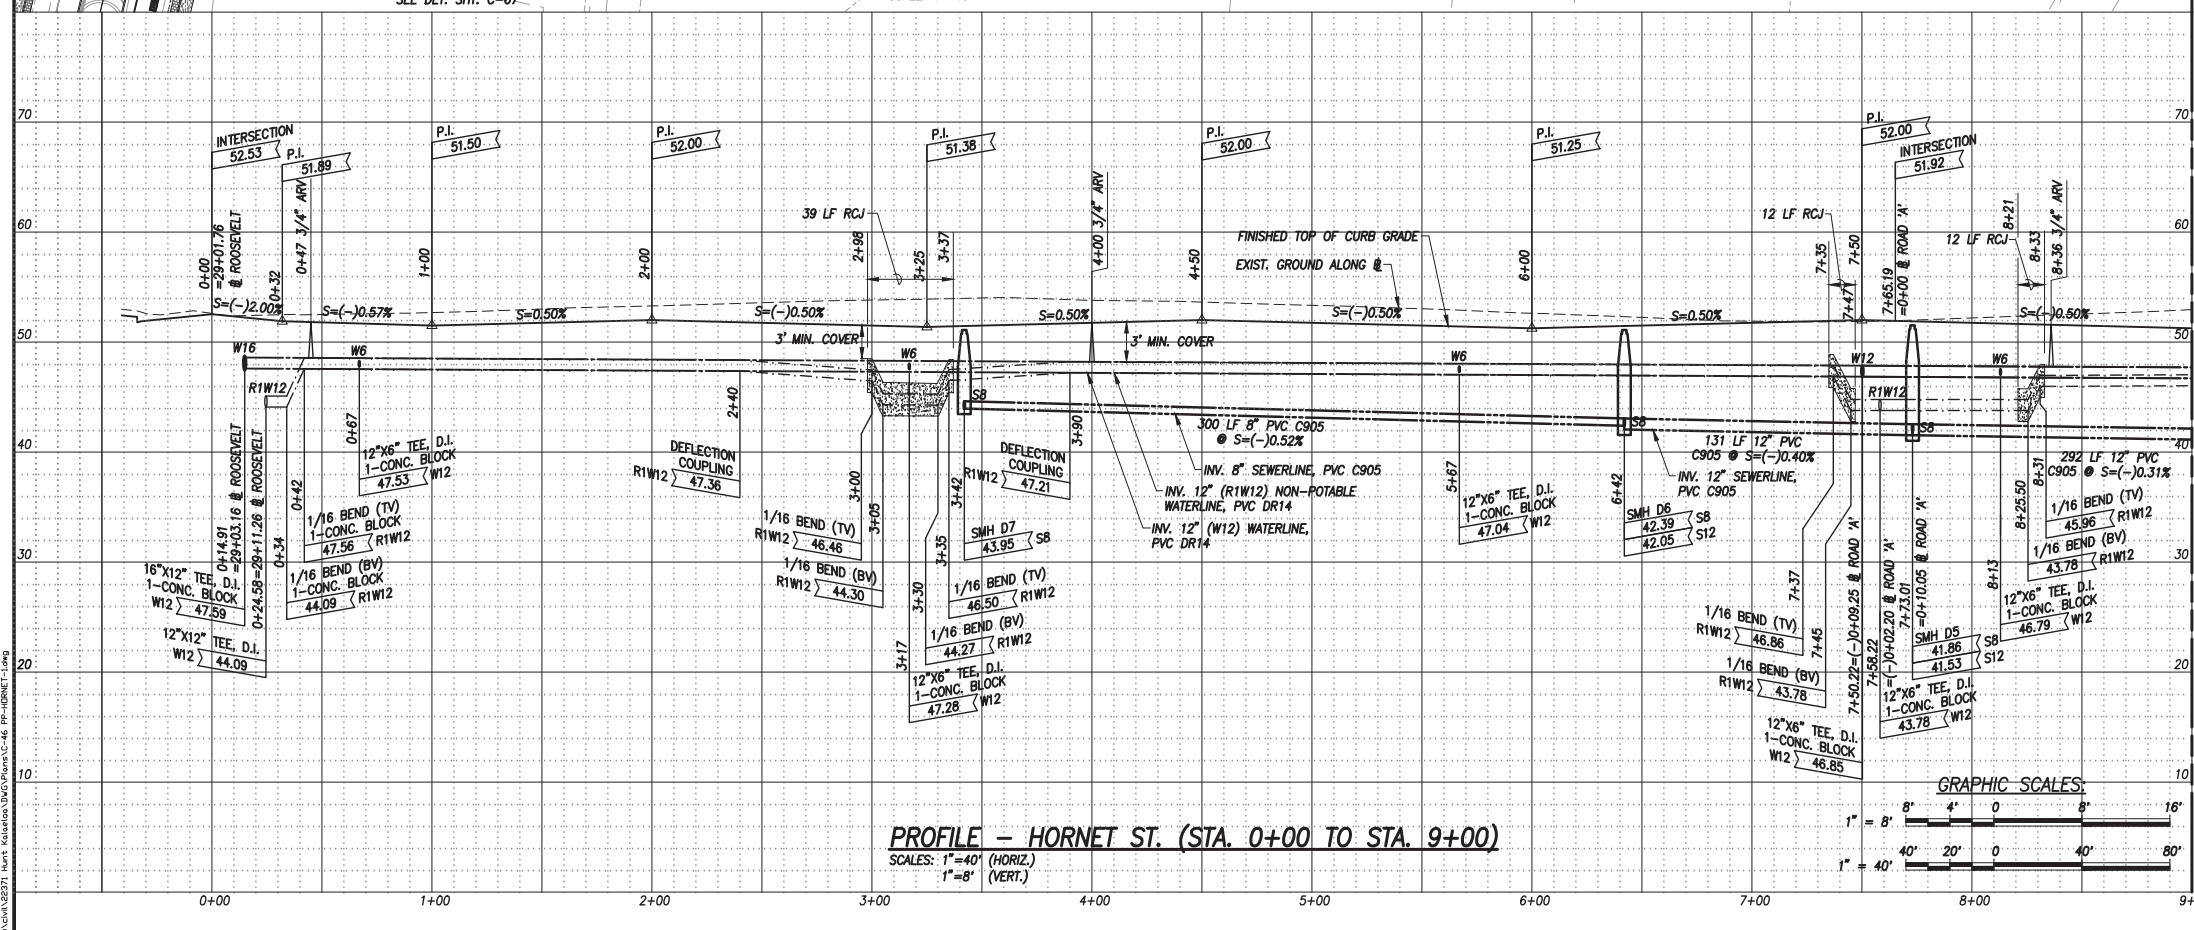 SEE DET. SHT. C-67
70
70
60
60
50
50
40
40
30
30
20
20
10
10
INTERSECTION
52.53
P.I.
51.89
P.I.
51.50
P.I.
52.00
P.I.
51.38
P.I.
52.00
P.I.
51.25
P.I.
52.00
INTERSECTION
51.92
0+00
=29+01.76
℄ ROOSEVELT
0+32
0+47 3/4" ARV
1+00
2+00
39 LF RCJ
2+98
3+25
3+37
4+00 3/4" ARV
4+50
FINISHED TOP OF CURB GRADE
EXIST. GROUND ALONG ℄
6+00
12 LF RCJ
7+35
7+47
7+50
7+65.19
=0+00 ℄ ROAD 'A'
12 LF RCJ
8+21
8+33
8+36 3/4" ARV
S=(-)2.00%
S=(-)0.57%
S=0.50%
S=(-)0.50%
S=0.50%
S=(-)0.50%
S=0.50%
S=(-)0.50%
3' MIN. COVER
3' MIN. COVER
W16
W6
W6
W6
W12
W6
R1W12
R1W12
S8
S8
S8
300 LF 8" PVC C905
@ S=(-)0.52%
131 LF 12" PVC
C905 @ S=(-)0.40%
292 LF 12" PVC
C905 @ S=(-)0.31%
INV. 8" SEWERLINE, PVC C905
INV. 12" (R1W12) NON-POTABLE
WATERLINE, PVC DR14
INV. 12" (W12) WATERLINE,
PVC DR14
INV. 12" SEWERLINE,
PVC C905
0+14.91
=29+03.16 ℄ ROOSEVELT
16"X12" TEE, D.I.
1-CONC. BLOCK
W12 47.59
0+24.58=29+11.26 ℄ ROOSEVELT
12"X12" TEE, D.I.
W12 44.09
0+34
1/16 BEND (BV)
1-CONC. BLOCK
44.09 R1W12
0+42
1/16 BEND (TV)
1-CONC. BLOCK
47.56 R1W12
0+67
12"X6" TEE, D.I.
1-CONC. BLOCK
47.53 W12
2+40
DEFLECTION
COUPLING
R1W12 47.36
3+00
1/16 BEND (TV)
R1W12 46.46
3+05
1/16 BEND (BV)
R1W12 44.30
3+17
12"X6" TEE, D.I.
1-CONC. BLOCK
47.28 W12
3+30
1/16 BEND (BV)
44.27 R1W12
3+35
1/16 BEND (TV)
46.50 R1W12
3+42
SMH D7
43.95 S8
3+90
DEFLECTION
COUPLING
R1W12 47.21
5+67
12"X6" TEE, D.I.
1-CONC. BLOCK
47.04 W12
6+42
SMH D6
42.39 S8
42.05 S12
7+37
1/16 BEND (TV)
R1W12 46.86
7+45
1/16 BEND (BV)
R1W12 43.78
7+50.22=(-)0+09.25 ℄ ROAD 'A'
12"X6" TEE, D.I.
1-CONC. BLOCK
W12 46.85
7+58.22
=(-)0+02.20 ℄ ROAD 'A'
12"X6" TEE, D.I.
1-CONC. BLOCK
43.78 W12
7+73.01
=0+10.05 ℄ ROAD 'A'
SMH D5
41.86 S8
41.53 S12
8+13
12"X6" TEE, D.I.
1-CONC. BLOCK
46.79 W12
8+25.50
1/16 BEND (BV)
43.78 R1W12
8+31
1/16 BEND (TV)
45.96 R1W12
GRAPHIC SCALES:
8' 4' 0 8' 16'
1" = 8'
40' 20' 0 40' 80'
1" = 40'
PROFILE - HORNET ST. (STA. 0+00 TO STA. 9+00)
SCALES: 1"=40' (HORIZ.)
1"=8' (VERT.)
0+00 1+00 2+00 3+00 4+00 5+00 6+00 7+00 8+00 9+
\civil\22371 Hunt Kalaeloa\DWG\Plans\C-46 PP-HORNET-1.dwg